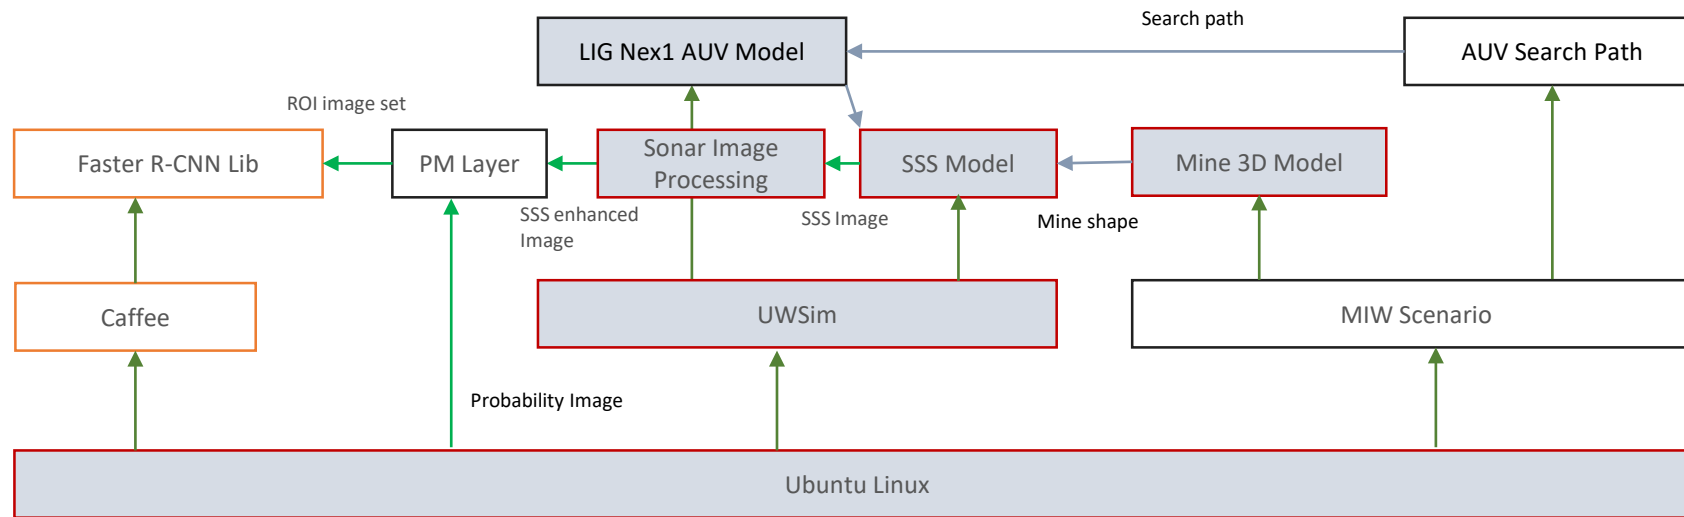 Search path
LIG Nex1 AUV Model
AUV Search Path
ROI image set
Faster R-CNN Lib
PM Layer
Sonar Image
Processing
SSS Model
Mine 3D Model
SSS enhanced
Image
SSS Image
Mine shape
Caffee
UWSim
MIW Scenario
Probability Image
Ubuntu Linux